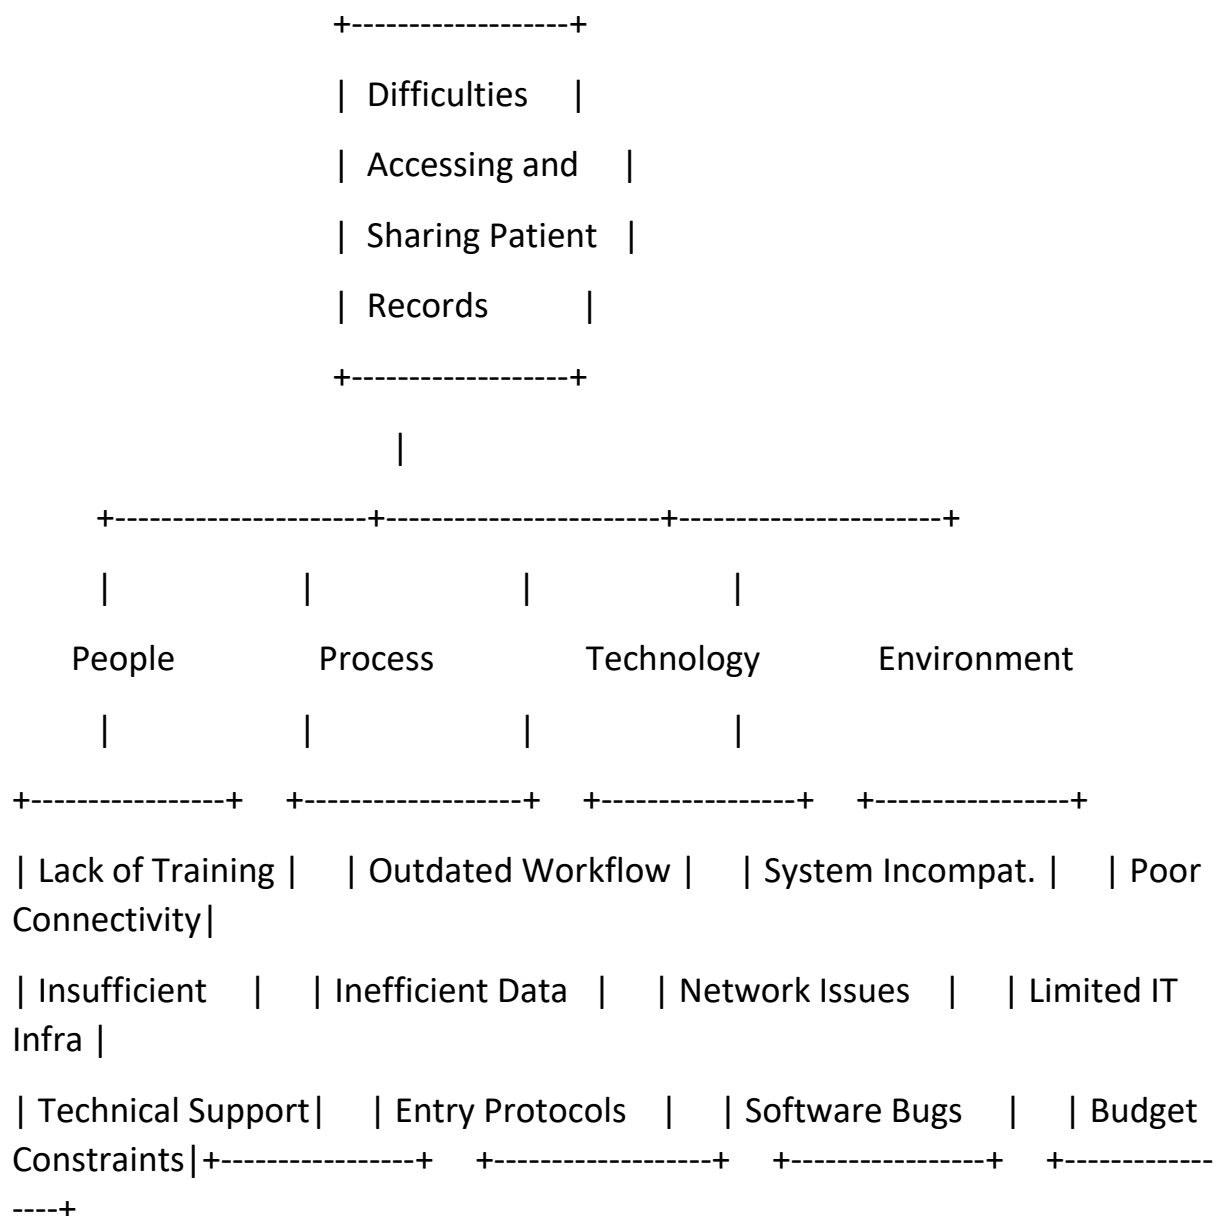 +-------------------+
| Difficulties |
| Accessing and |
| Sharing Patient |
| Records |
+-------------------+
|
+----------------------+------------------------+-----------------------+
| | | |
People Process Technology Environment
| | | |
+-----------------+ +-------------------+ +-----------------+ +-----------------+
| Lack of Training | | Outdated Workflow | | System Incompat. | | Poor
Connectivity|
| Insufficient | | Inefficient Data | | Network Issues | | Limited IT
Infra |
| Technical Support| | Entry Protocols | | Software Bugs | | Budget
Constraints|+-----------------+ +-------------------+ +-----------------+ +-------------
----+